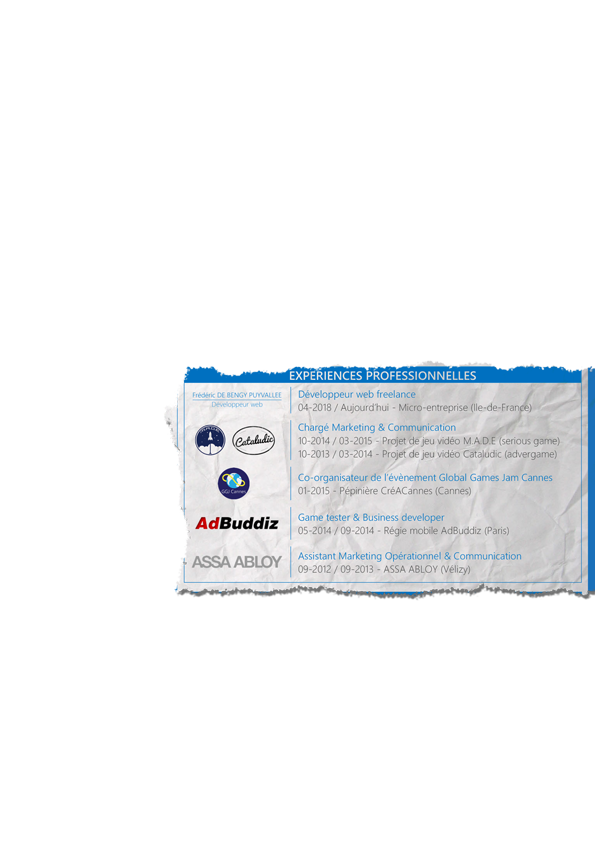 EXPERIENCES PROFESSIONNELLES
Frédéric DE BENGY PUYVALLEE
Développeur web
Développeur web freelance
04-2018 / Aujourd'hui - Micro-entreprise (Ile-de-France)
Cataludic
Chargé Marketing & Communication
10-2014 / 03-2015 - Projet de jeu vidéo M.A.D.E (serious game)
10-2013 / 03-2014 - Projet de jeu vidéo Cataludic (advergame)
GGJ Cannes
Co-organisateur de l'évènement Global Games Jam Cannes
01-2015 - Pépinière CréACannes (Cannes)
AdBuddiz
Game tester & Business developer
05-2014 / 09-2014 - Régie mobile AdBuddiz (Paris)
ASSA ABLOY
Assistant Marketing Opérationnel & Communication
09-2012 / 09-2013 - ASSA ABLOY (Vélizy)